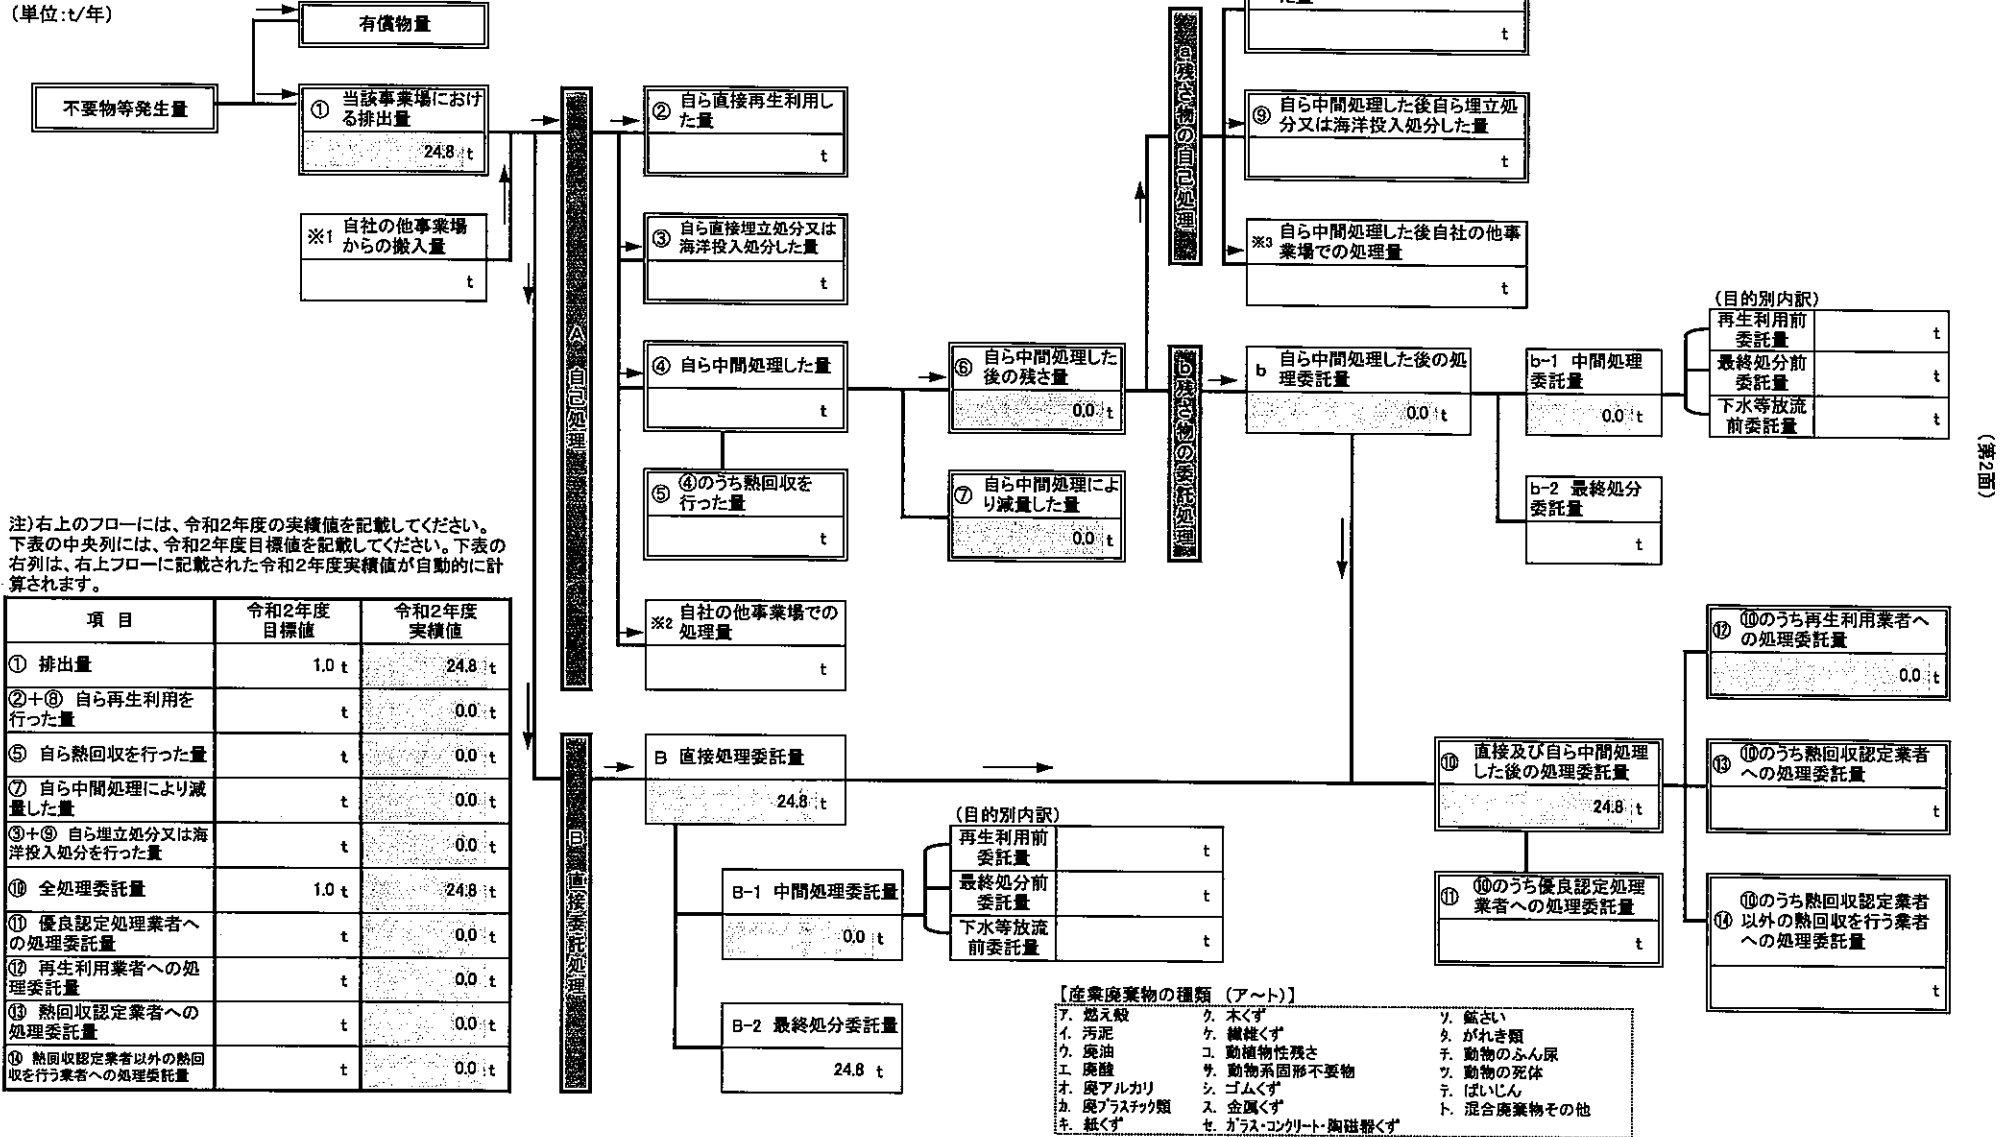 (単位:t/年)
有償物量
不要物等発生量
① 当該事業場におけ
る排出量
24.8 t
※1 自社の他事業場
からの搬入量
t
A 自己処理
② 自ら直接再生利用し
た量
t
③ 自ら直接埋立処分又は
海洋投入処分した量
t
④ 自ら中間処理した量
t
⑤ ④のうち熱回収を
行った量
t
※2 自社の他事業場での
処理量
t
⑥ 自ら中間処理した
後の残さ量
0.0 t
⑦ 自ら中間処理によ
り減量した量
0.0 t
a残さ物の自己処理
t
⑨ 自ら中間処理した後自ら埋立処
分又は海洋投入処分した量
t
※3 自ら中間処理した後自社の他事
業場での処理量
t
b残さ物の委託処理
b 自ら中間処理した後の処
理委託量
0.0 t
b-1 中間処理
委託量
0.0 t
(目的別内訳)
再生利用前
委託量 t
最終処分前
委託量 t
下水等放流
前委託量 t
b-2 最終処分
委託量
t
(第2面)
注)右上のフローには、令和2年度の実績値を記載してください。
下表の中央列には、令和2年度目標値を記載してください。下表の
右列は、右上フローに記載された令和2年度実績値が自動的に計
算されます。
項 目 令和2年度 目標値 令和2年度 実績値
① 排出量 1.0 t 24.8 t
②+⑧ 自ら再生利用を
行った量 t 0.0 t
⑤ 自ら熱回収を行った量 t 0.0 t
⑦ 自ら中間処理により減
量した量 t 0.0 t
③+⑨ 自ら埋立処分又は海
洋投入処分を行った量 t 0.0 t
⑩ 全処理委託量 1.0 t 24.8 t
⑪ 優良認定処理業者へ
の処理委託量 t 0.0 t
⑫ 再生利用業者への処
理委託量 t 0.0 t
⑬ 熱回収認定業者への
処理委託量 t 0.0 t
⑭ 熱回収認定業者以外の熱回
収を行う業者への処理委託量 t 0.0 t
B 直接委託処理
B 直接処理委託量
24.8 t
B-1 中間処理委託量
0.0 t
(目的別内訳)
再生利用前
委託量 t
最終処分前
委託量 t
下水等放流
前委託量 t
B-2 最終処分委託量
24.8 t
⑩ 直接及び自ら中間処理
した後の処理委託量
24.8 t
⑪ ⑩のうち優良認定処理
業者への処理委託量
t
⑫ ⑩のうち再生利用業者へ
の処理委託量
0.0 t
⑬ ⑩のうち熱回収認定業者
への処理委託量
t
⑭ ⑩のうち熱回収認定業者
以外の熱回収を行う業者
への処理委託量
t
【産業廃棄物の種類 (ア〜ト)】
ア. 燃え殻
イ. 汚泥
ウ. 廃油
エ. 廃酸
オ. 廃アルカリ
カ. 廃プラスチック類
キ. 紙くず
ク. 木くず
ケ. 繊維くず
コ. 動植物性残さ
サ. 動物系固形不要物
シ. ゴムくず
ス. 金属くず
セ. ガラス・コンクリート・陶磁器くず
ソ. 鉱さい
タ. がれき類
チ. 動物のふん尿
ツ. 動物の死体
テ. ばいじん
ト. 混合廃棄物その他